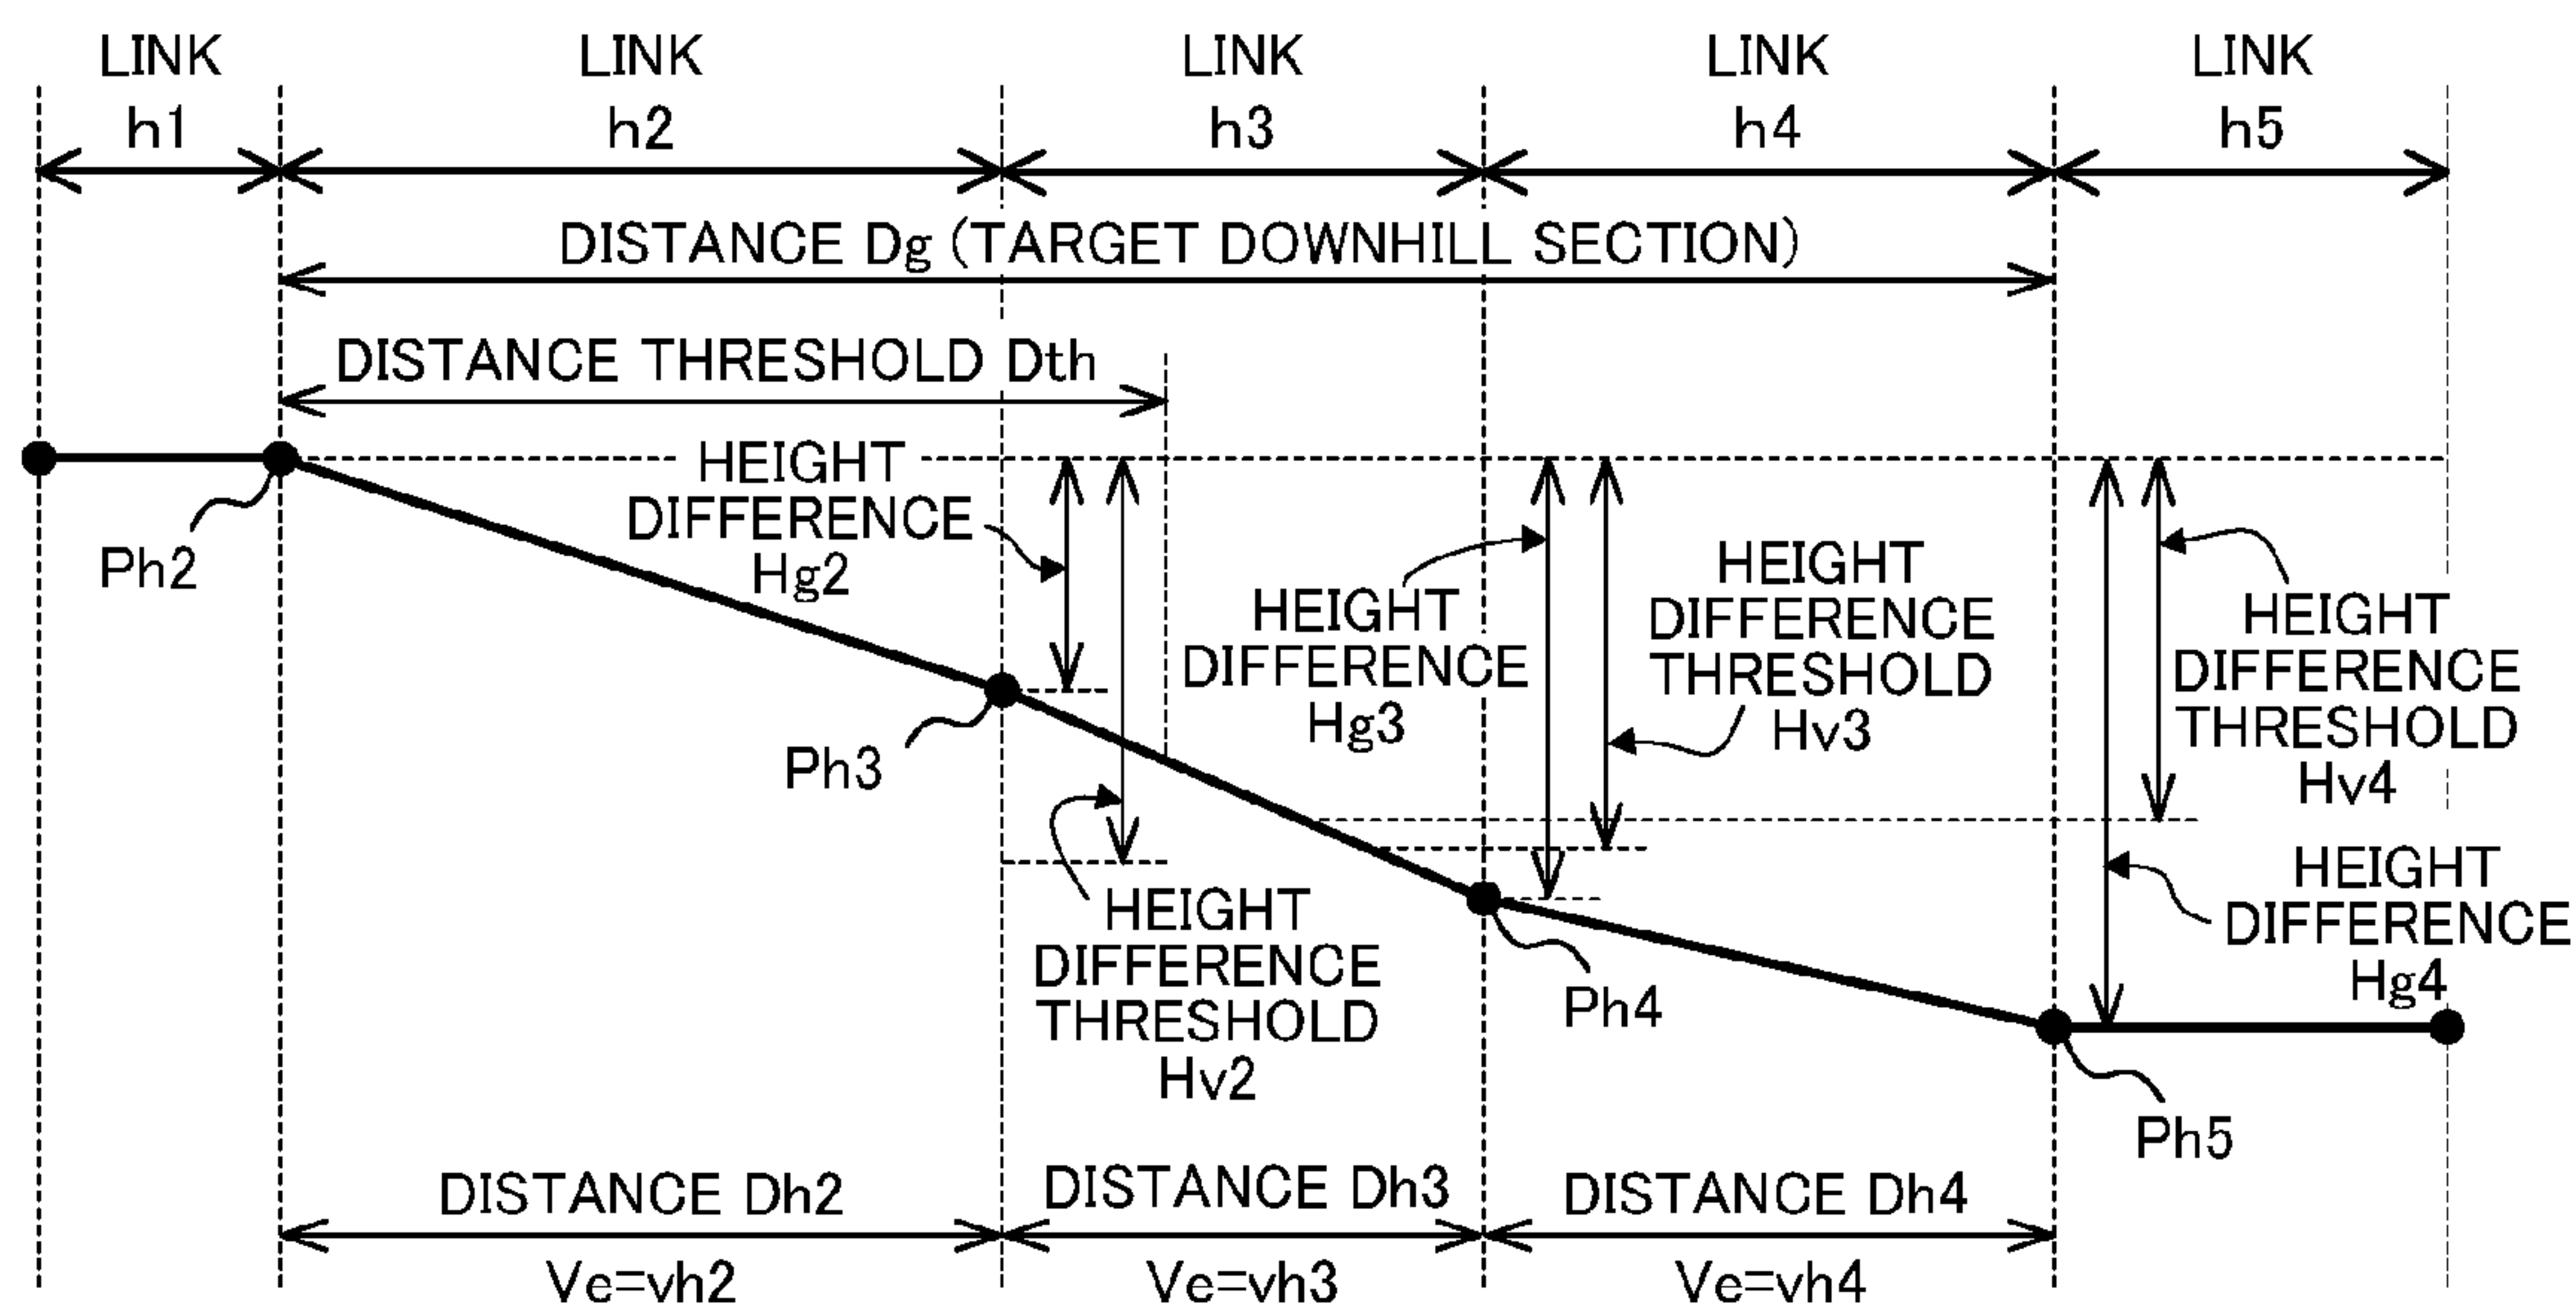 LINK
h1
LINK
h2
LINK
h3
LINK
h4
LINK
h5
DISTANCE Dg (TARGET DOWNHILL SECTION)
DISTANCE THRESHOLD Dth
HEIGHT
DIFFERENCE
Hg2
Ph2
HEIGHT
DIFFERENCE
Hg3
HEIGHT
DIFFERENCE
THRESHOLD
Hv3
HEIGHT
DIFFERENCE
THRESHOLD
Hv4
Ph3
HEIGHT
DIFFERENCE
THRESHOLD
Hv2
HEIGHT
DIFFERENCE
Hg4
Ph4
Ph5
DISTANCE Dh2
DISTANCE Dh3
DISTANCE Dh4
Ve=vh2
Ve=vh3
Ve=vh4